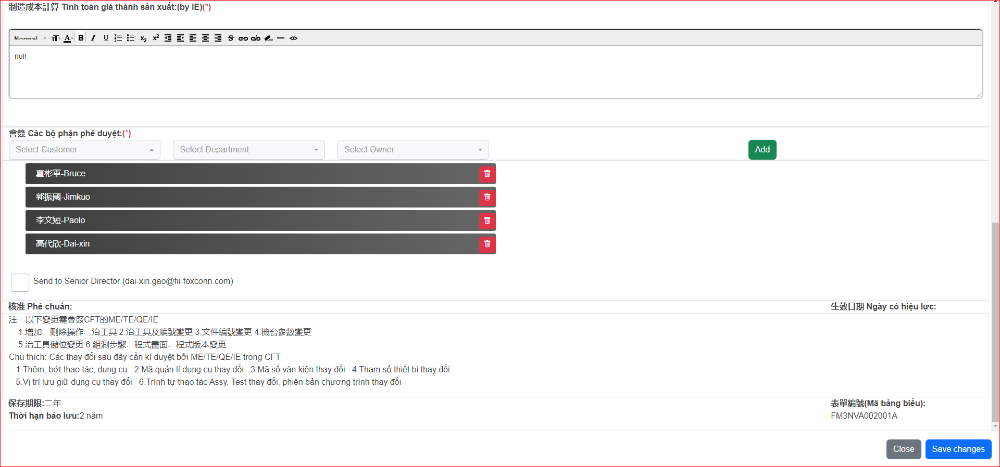 制造成本計算 Tính toán giá thành sản xuất:(by IE)(*)
Normal
null
會簽 Các bộ phận phê duyệt:(*)
Select Customer Select Department Select Owner Add
夏彬軍-Bruce
郭振國-Jimkuo
李文短-Paolo
高代欣-Dai-xin
Send to Senior Director (dai-xin.gao@fii-foxconn.com)
核准 Phê chuẩn: 生效日期 Ngày có hiệu lực:
注：以下變更需會簽CFT的ME/TE/QE/IE
1.增加、刪除操作、治工具 2.治工具及編號變更 3.文件編號變更 4.機台參數變更
5.治工具儲位變更 6.組測步驟、程式畫面、程式版本變更
Chú thích: Các thay đổi sau đây cần kí duyệt bởi ME/TE/QE/IE trong CFT
1.Thêm, bớt thao tác, dụng cụ 2.Mã quản lí dụng cụ thay đổi 3.Mã số văn kiện thay đổi 4.Tham số thiết bị thay đổi
5.Vị trí lưu giữ dụng cụ thay đổi 6.Trình tự thao tác Assy, Test thay đổi, phiên bản chương trình thay đổi
保存期限:二年 表單編號(Mã bảng biểu):
Thời hạn bảo lưu:2 năm FM3NVA002001A
Close Save changes